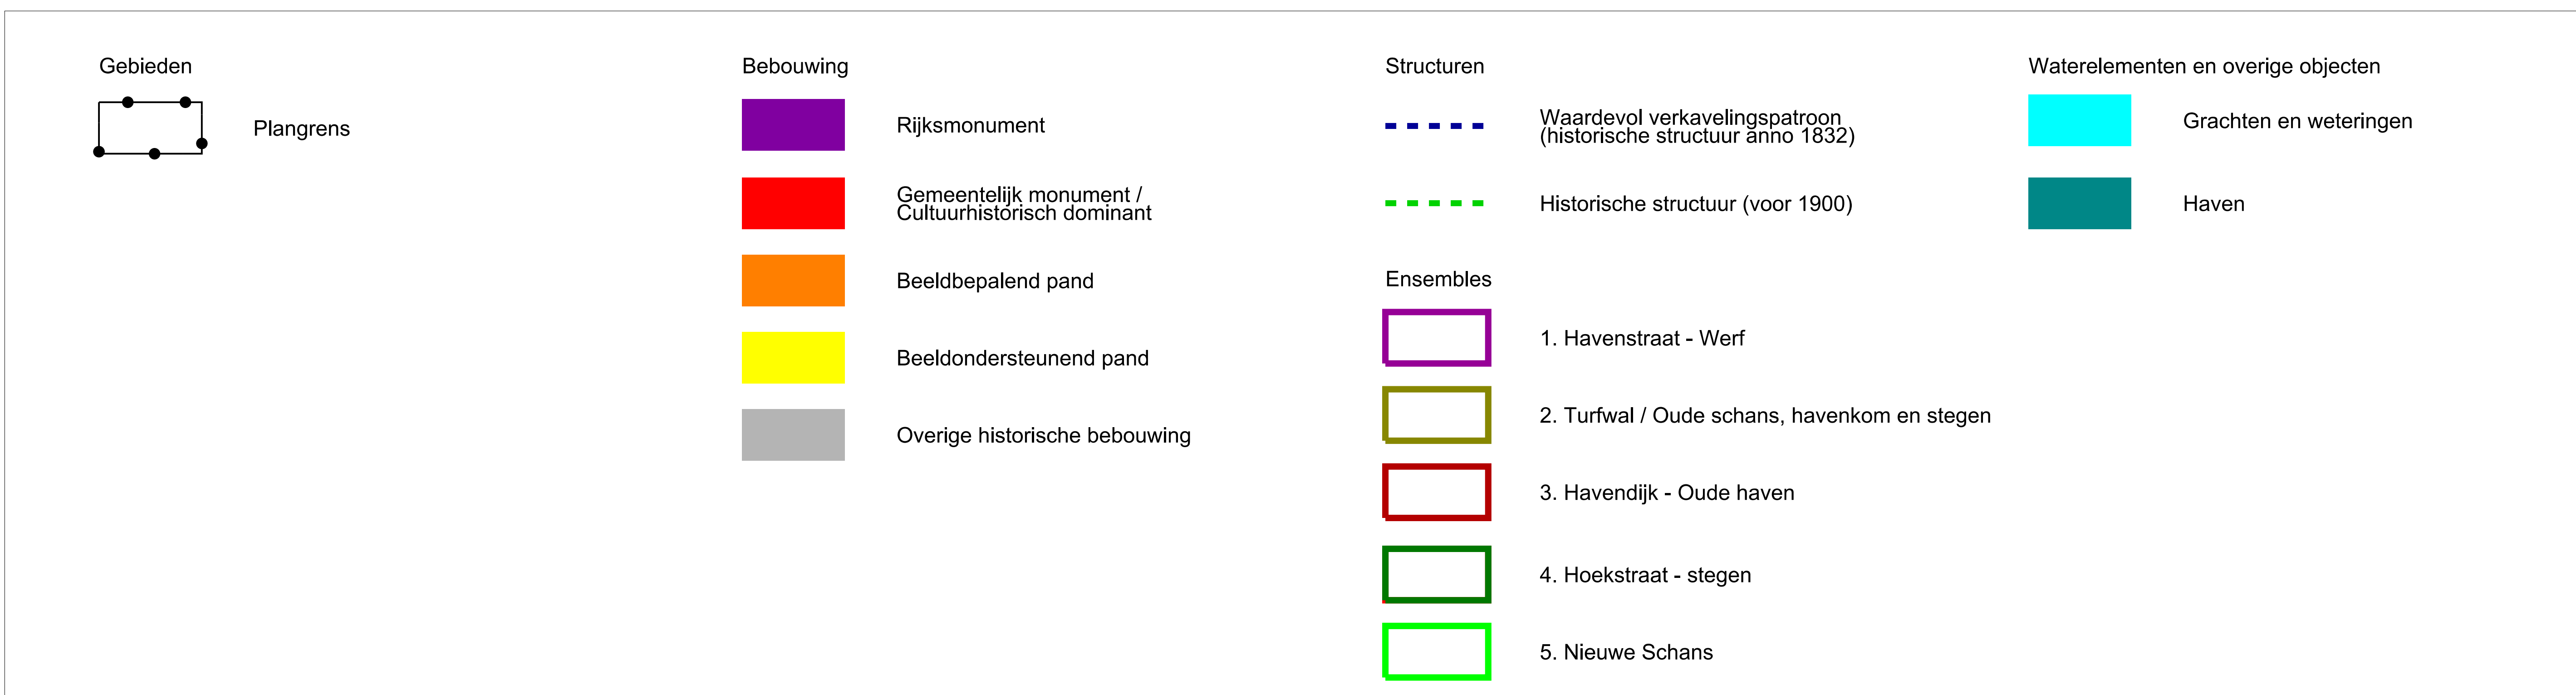 Gebieden
Plangrens
Bebouwing
Rijksmonument
Gemeentelijk monument /
Cultuurhistorisch dominant
Beeldbepalend pand
Beeldondersteunend pand
Overige historische bebouwing
Structuren
Waardevol verkavelingspatroon
(historische structuur anno 1832)
Historische structuur (voor 1900)
Ensembles
1. Havenstraat - Werf
2. Turfwal / Oude schans, havenkom en stegen
3. Havendijk - Oude haven
4. Hoekstraat - stegen
5. Nieuwe Schans
Waterelementen en overige objecten
Grachten en weteringen
Haven